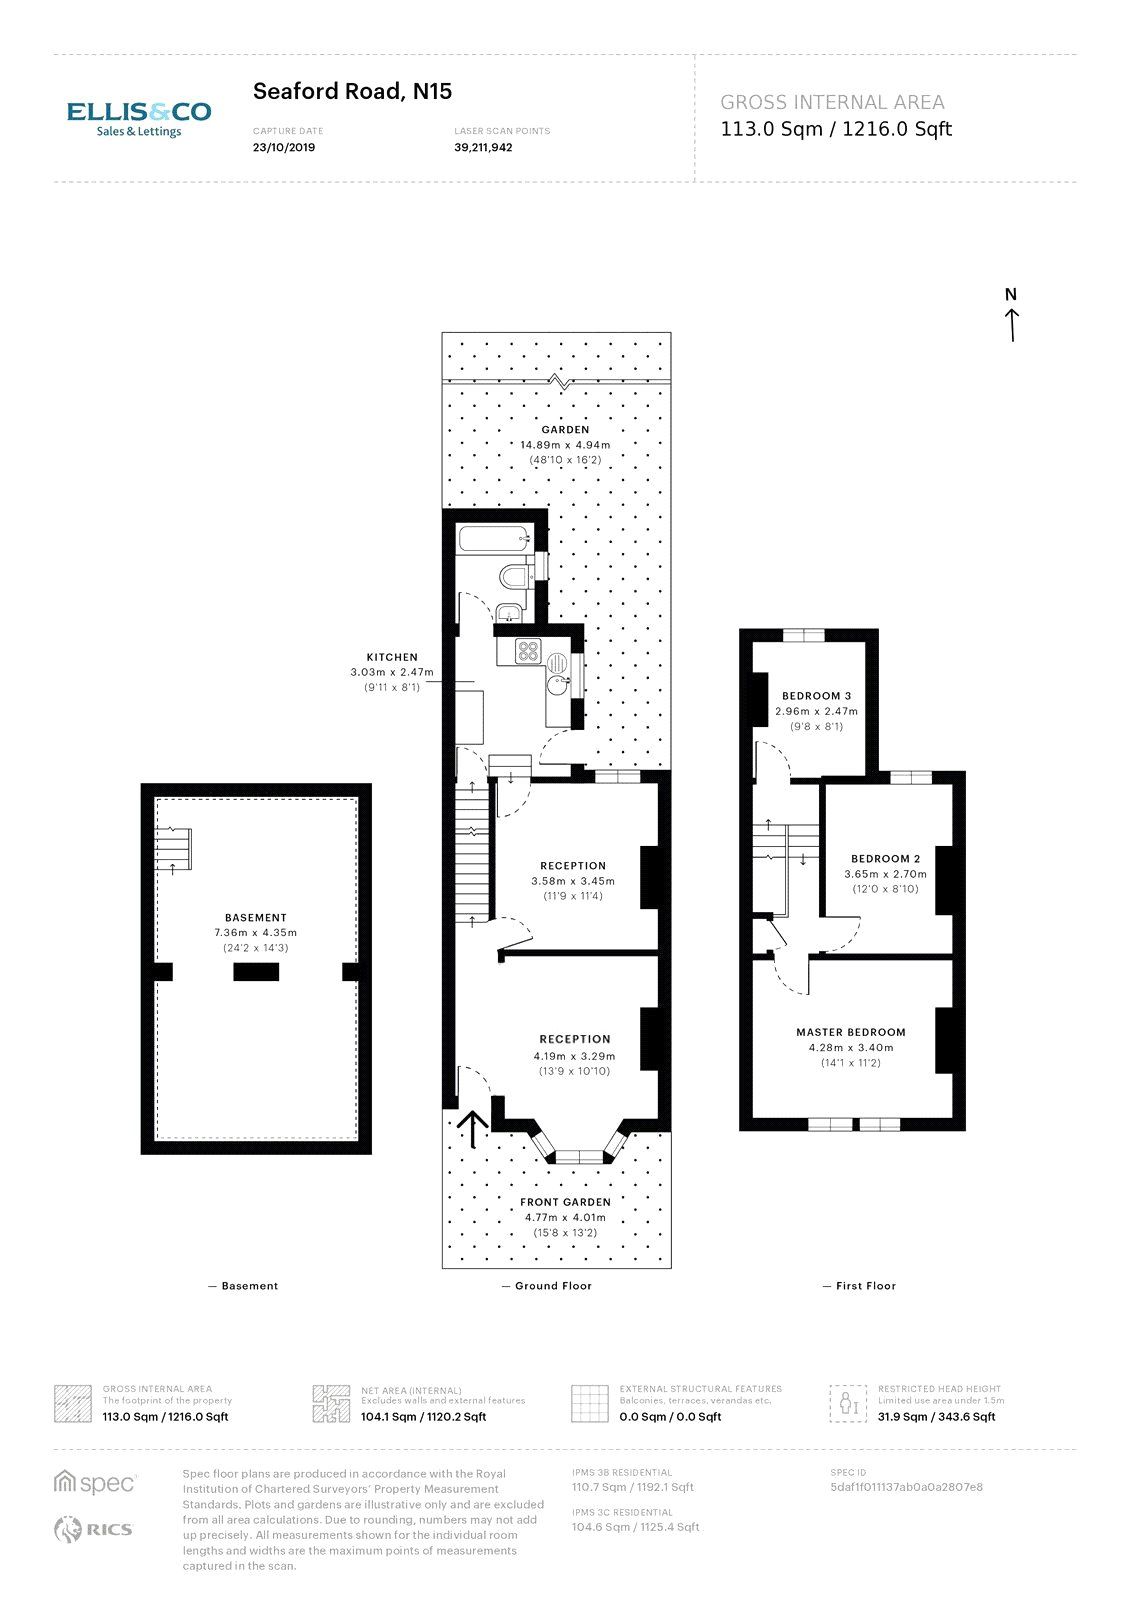 ELLIS&CO
Sales & Lettings
Seaford Road, N15
CAPTURE DATE
23/10/2019
LASER SCAN POINTS
39,211,942
GROSS INTERNAL AREA
113.0 Sqm / 1216.0 Sqft
N
GARDEN
14.89m x 4.94m
(48'10 x 16'2)
KITCHEN
3.03m x 2.47m
(9'11 x 8'1)
BEDROOM 3
2.96m x 2.47m
(9'8 x 8'1)
RECEPTION
3.58m x 3.45m
(11'9 x 11'4)
BEDROOM 2
3.65m x 2.70m
(12'0 x 8'10)
BASEMENT
7.36m x 4.35m
(24'2 x 14'3)
RECEPTION
4.19m x 3.29m
(13'9 x 10'10)
MASTER BEDROOM
4.28m x 3.40m
(14'1 x 11'2)
FRONT GARDEN
4.77m x 4.01m
(15'8 x 13'2)
— Basement
— Ground Floor
— First Floor
GROSS INTERNAL AREA
The footprint of the property
113.0 Sqm / 1216.0 Sqft
NET AREA (INTERNAL)
Excludes walls and external features
104.1 Sqm / 1120.2 Sqft
EXTERNAL STRUCTURAL FEATURES
Balconies, terraces, verandas etc.
0.0 Sqm / 0.0 Sqft
RESTRICTED HEAD HEIGHT
Limited use area under 1.5m
31.9 Sqm / 343.6 Sqft
spec
RICS
Spec floor plans are produced in accordance with the Royal
Institution of Chartered Surveyors' Property Measurement
Standards. Plots and gardens are illustrative only and are excluded
from all area calculations. Due to rounding, numbers may not add
up precisely. All measurements shown for the individual room
lengths and widths are the maximum points of measurements
captured in the scan.
IPMS 3B RESIDENTIAL
110.7 Sqm / 1192.1 Sqft
IPMS 3C RESIDENTIAL
104.6 Sqm / 1125.4 Sqft
SPEC ID
5daf1f011137ab0a0a2807e8